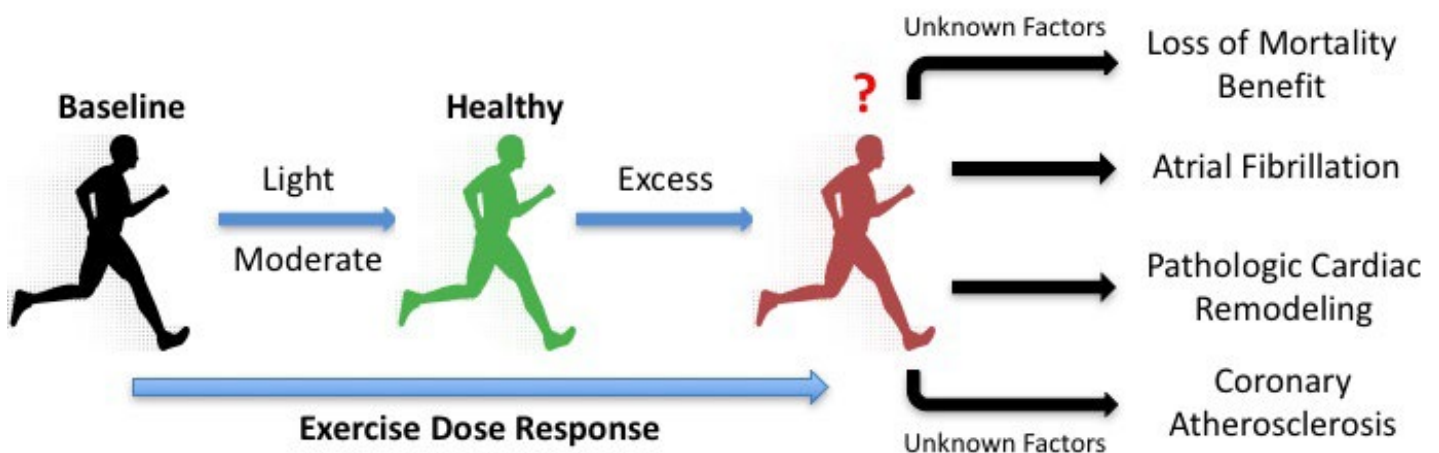 Baseline
Light
Moderate
Healthy
Excess
?
Exercise Dose Response
Unknown Factors
Loss of Mortality
Benefit
Atrial Fibrillation
Pathologic Cardiac
Remodeling
Coronary
Atherosclerosis
Unknown Factors